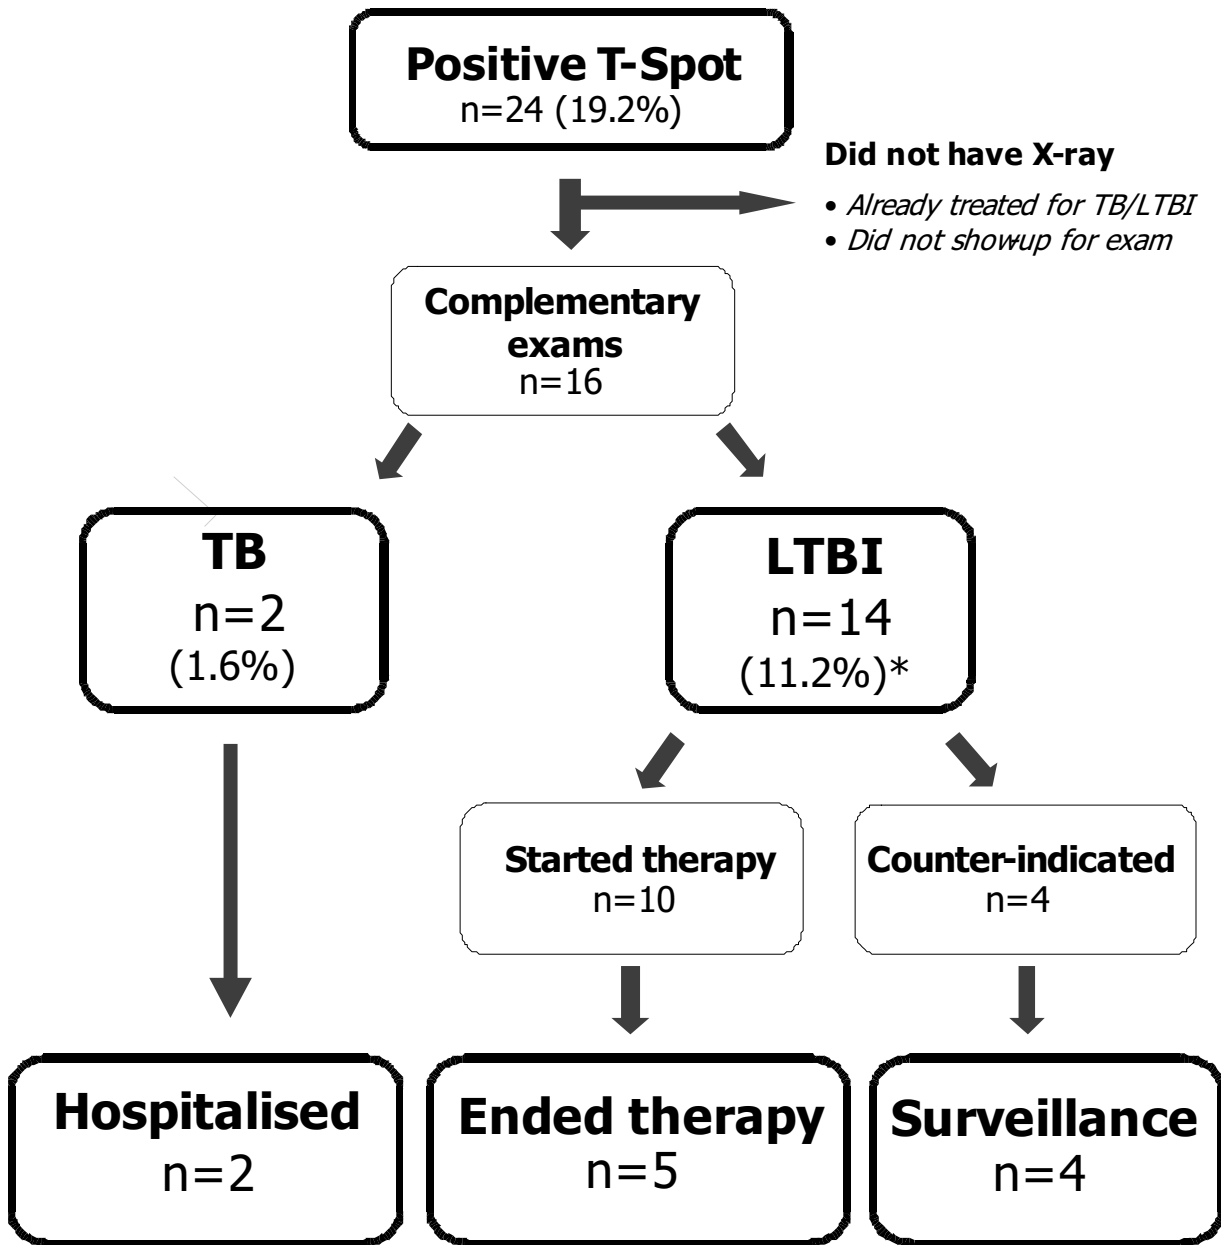 Positive T-Spot
n=24 (19.2%)
Did not have X-ray
• Already treated for TB/LTBI
• Did not show-up for exam
Complementary
exams
n=16
TB
n=2
(1.6%)
LTBI
n=14
(11.2%)*
Started therapy
n=10
Counter-indicated
n=4
Hospitalised
n=2
Ended therapy
n=5
Surveillance
n=4